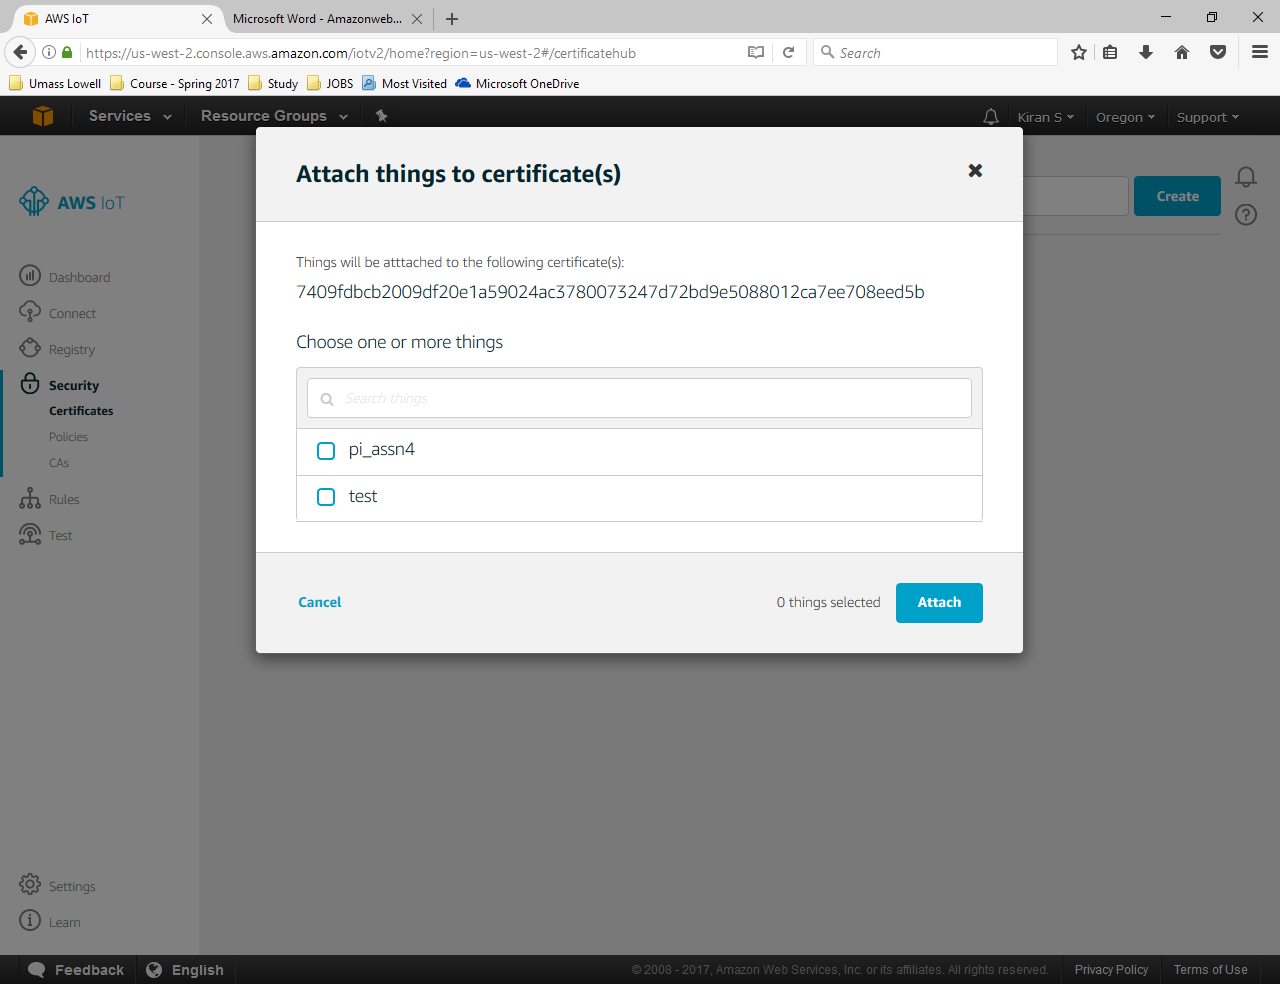 AWS IoT
Microsoft Word - Amazonweb...
https://us-west-2.console.aws.amazon.com/iotv2/home?region=us-west-2#/certificatehub
Search
Umass Lowell
Course - Spring 2017
Study
JOBS
Most Visited
Microsoft OneDrive
Services
Resource Groups
Kiran S
Oregon
Support
Attach things to certificate(s)
AWS IoT
Create
Things will be atttached to the following certificate(s):
7409fdbcb2009df20e1a59024ac3780073247d72bd9e5088012ca7ee708eed5b
Choose one or more things
Search things
pi_assn4
test
Cancel
0 things selected
Attach
Dashboard
Connect
Registry
Security
Certificates
Policies
CAs
Rules
Test
Settings
Learn
Feedback
English
© 2008 - 2017, Amazon Web Services, Inc. or its affiliates. All rights reserved.
Privacy Policy
Terms of Use